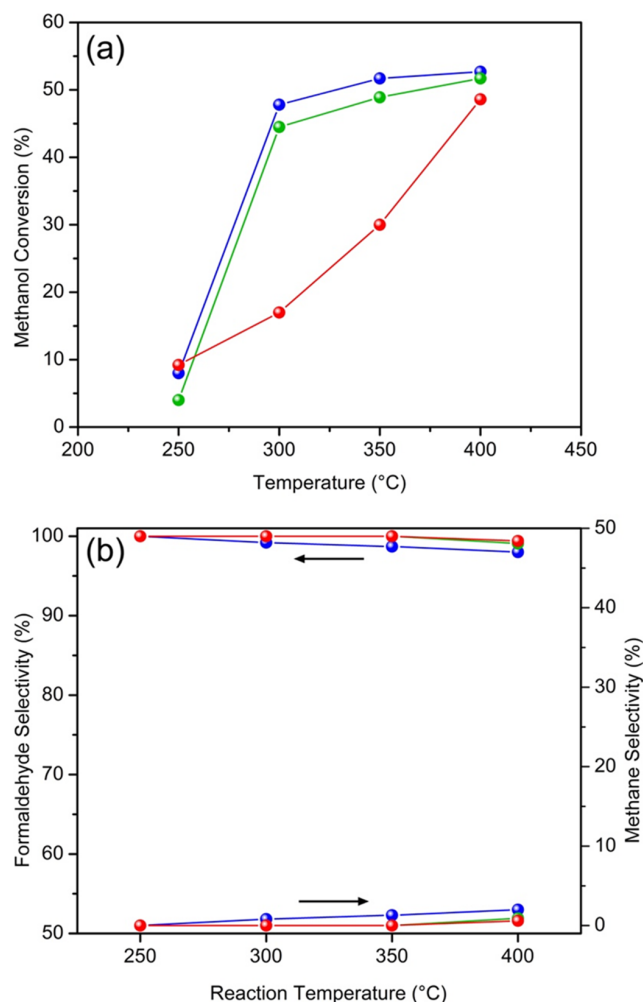 (a)
60
50
40
30
20
10
0
Methanol Conversion (%)
200 250 300 350 400 450
Temperature (°C)
(b)
100
90
80
70
60
50
Formaldehyde Selectivity (%)
50
40
30
20
10
0
Methane Selectivity (%)
250 300 350 400
Reaction Temperature (°C)